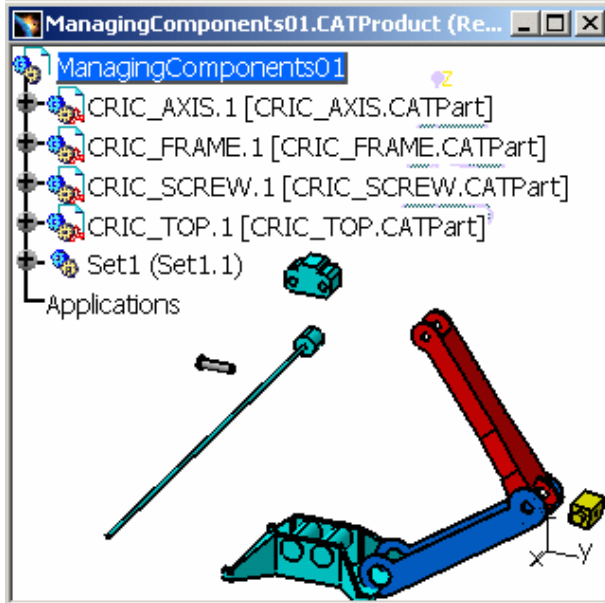 ManagingComponents01.CATProduct (Re...
ManagingComponents01
z
CRIC_AXIS.1 [CRIC_AXIS.CATPart]
CRIC_FRAME.1 [CRIC_FRAME.CATPart]
CRIC_SCREW.1 [CRIC_SCREW.CATPart]
CRIC_TOP.1 [CRIC_TOP.CATPart]
Set1 (Set1.1)
Applications
x y